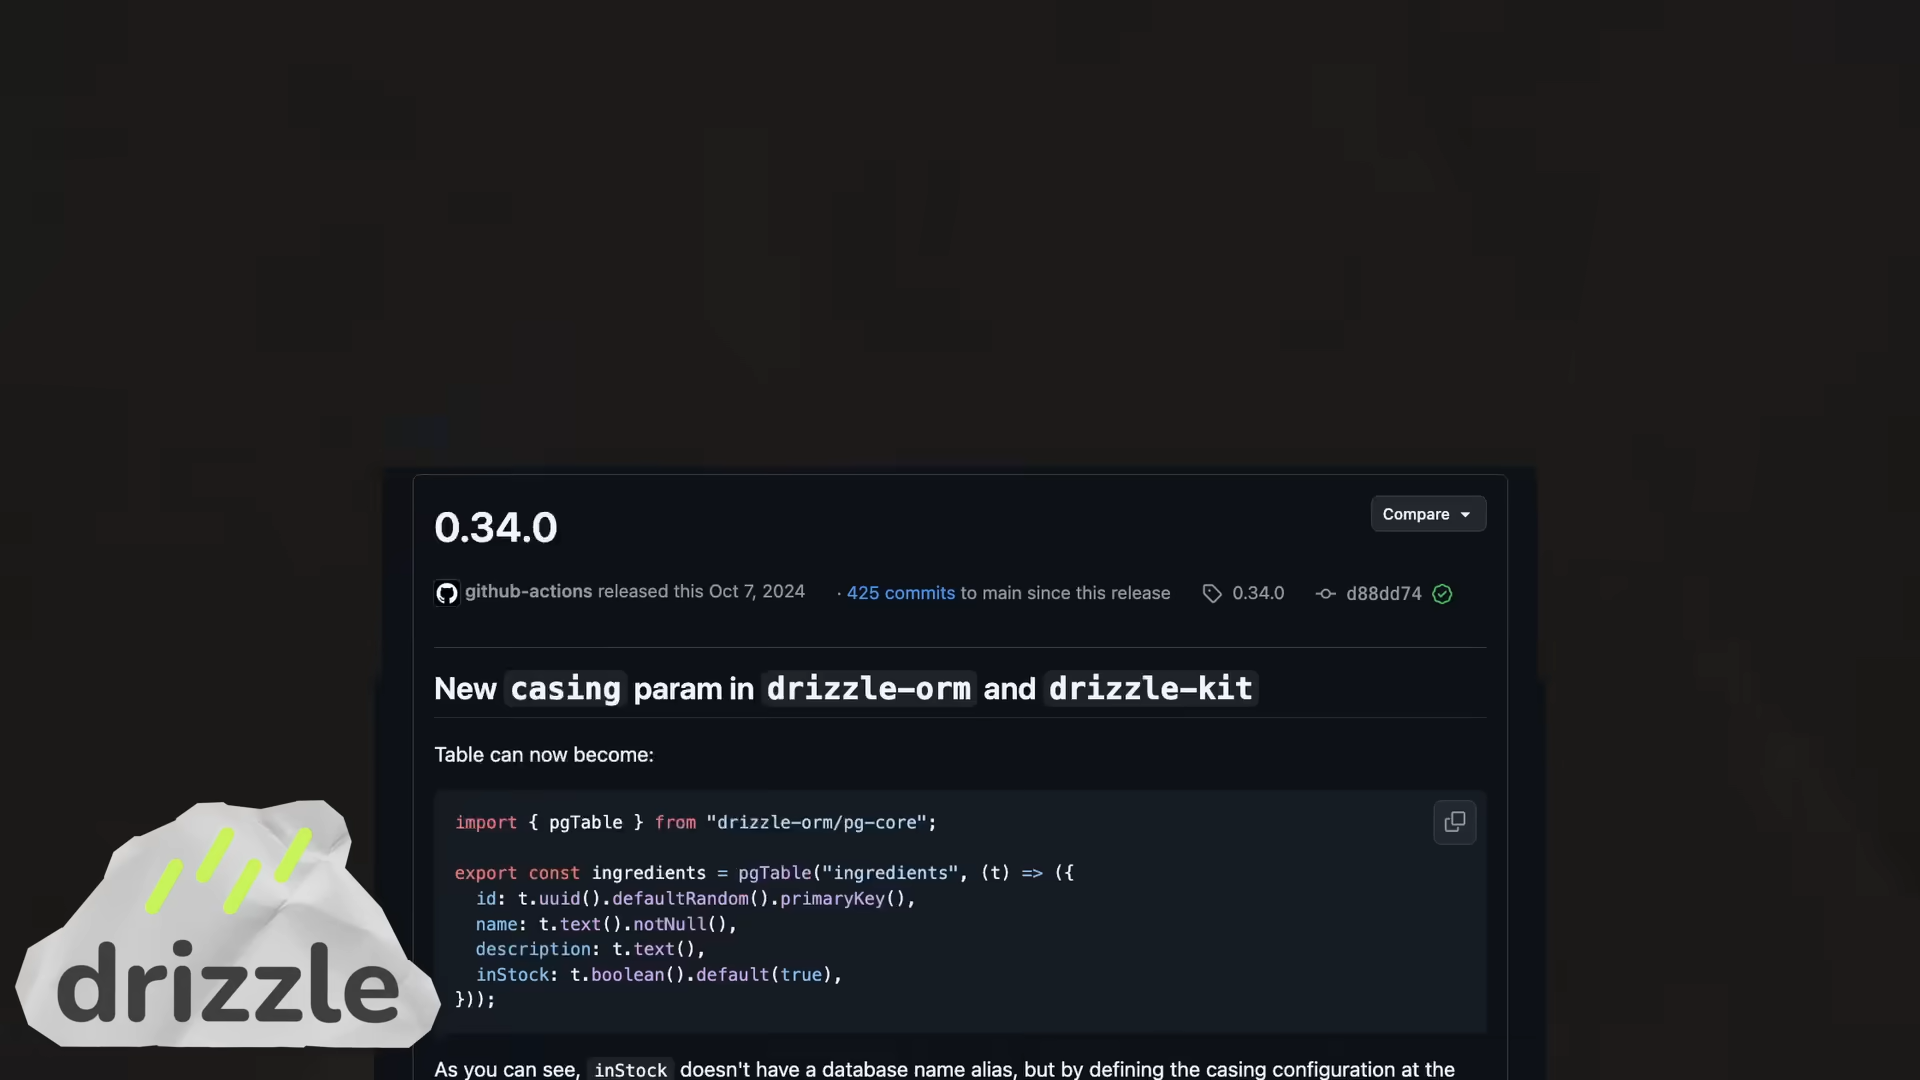 0.34.0
Compare
github-actions released this Oct 7, 2024 · 425 commits to main since this release 0.34.0 d88dd74
New casing param in drizzle-orm and drizzle-kit
Table can now become:
import { pgTable } from "drizzle-orm/pg-core";
export const ingredients = pgTable("ingredients", (t) => ({
id: t.uuid().defaultRandom().primaryKey(),
name: t.text().notNull(),
description: t.text(),
inStock: t.boolean().default(true),
}));
As you can see, inStock doesn't have a database name alias, but by defining the casing configuration at the
drizzle